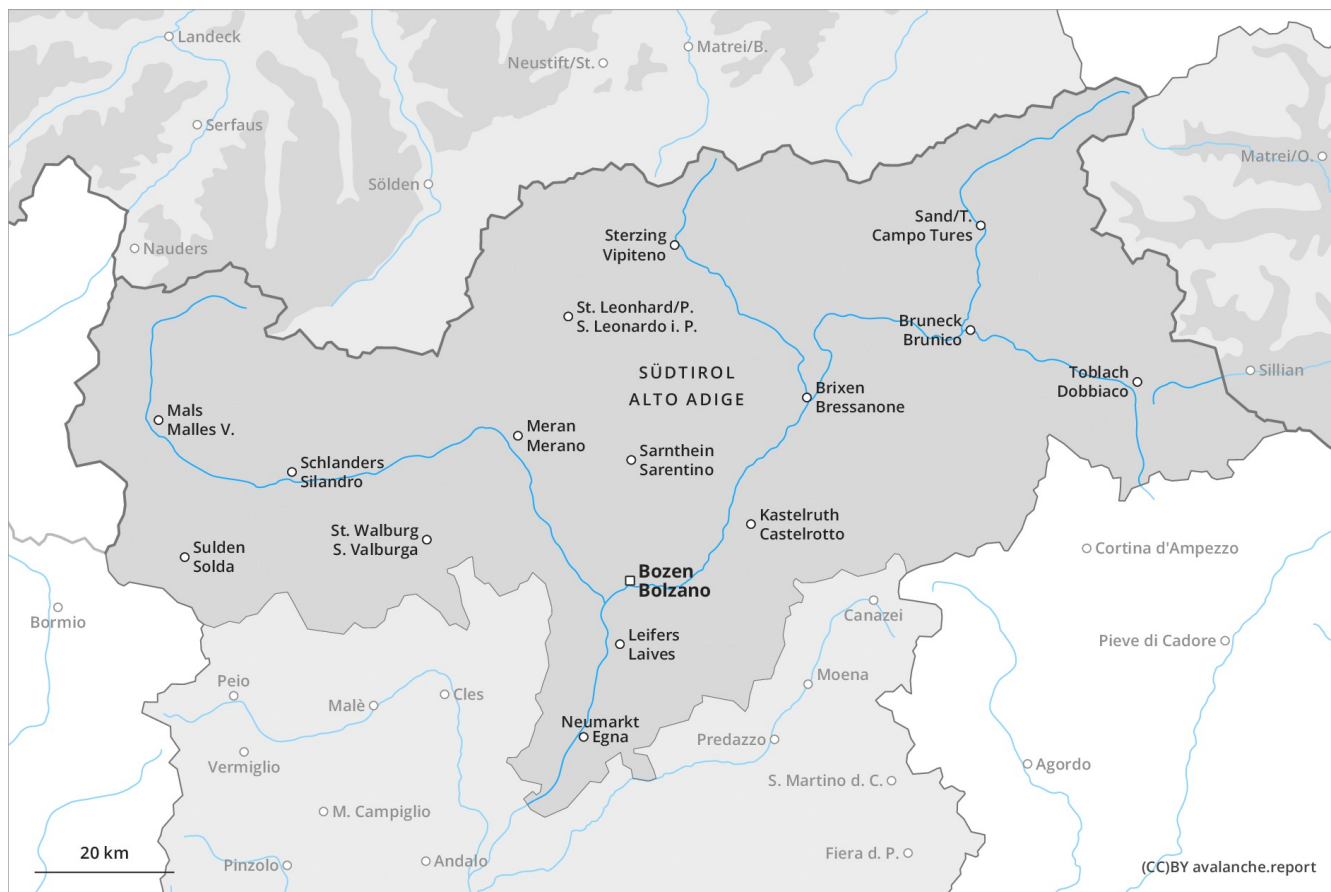 Landeck
Matrei/B.
Neustift/St.
Serfaus
Matrei/O.
Sölden
Sand/T.
Campo Tures
Nauders
Sterzing
Vipiteno
St. Leonhard/P.
S. Leonardo i. P.
Bruneck
Brunico
SÜDTIROL
ALTO ADIGE
Toblach
Dobbiaco
Sillian
Brixen
Bressanone
Mals
Malles V.
Meran
Merano
Sarnthein
Sarentino
Schlanders
Silandro
Kastelruth
Castelrotto
St. Walburg
S. Valburga
Sulden
Solda
Cortina d'Ampezzo
Bozen
Bolzano
Bormio
Canazei
Leifers
Laives
Pieve di Cadore
Peio
Moena
Malè
Cles
Neumarkt
Egna
Predazzo
Vermiglio
Agordo
S. Martino d. C.
M. Campiglio
20 km
Pinzolo
Andalo
Fiera d. P.
(CC)BY avalanche.report